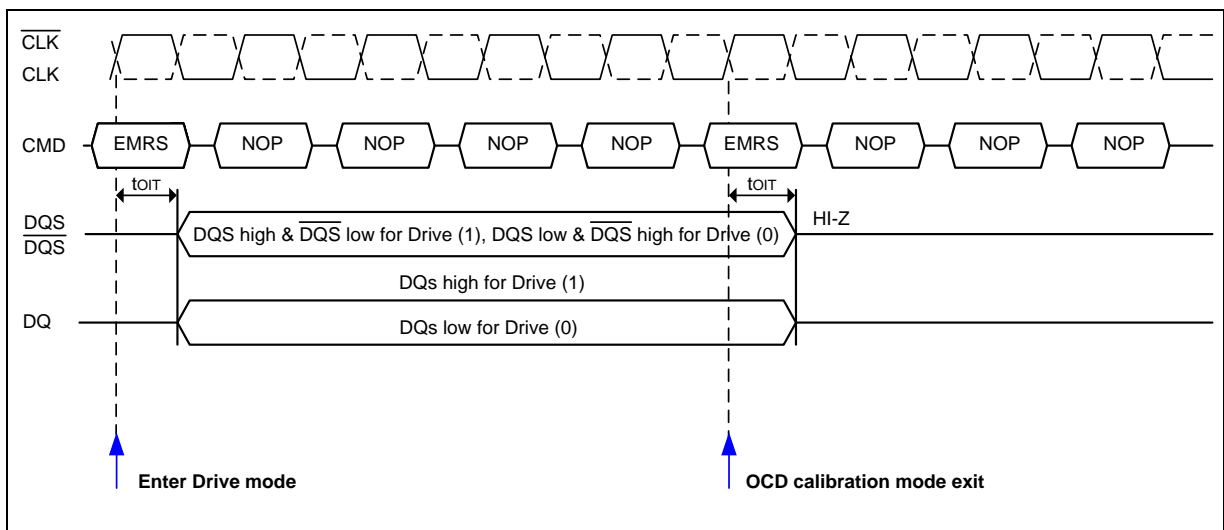 CLK
CLK
CMD EMRS NOP NOP NOP NOP EMRS NOP NOP NOP
tOIT tOIT
DQS
DQS
DQS high & DQS low for Drive (1), DQS low & DQS high for Drive (0)
HI-Z
DQs high for Drive (1)
DQ
DQs low for Drive (0)
Enter Drive mode
OCD calibration mode exit